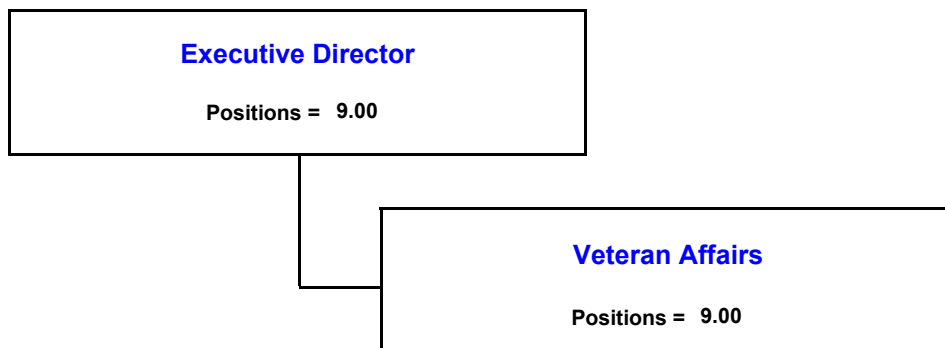 Executive Director
Positions = 9.00
Veteran Affairs
Positions = 9.00